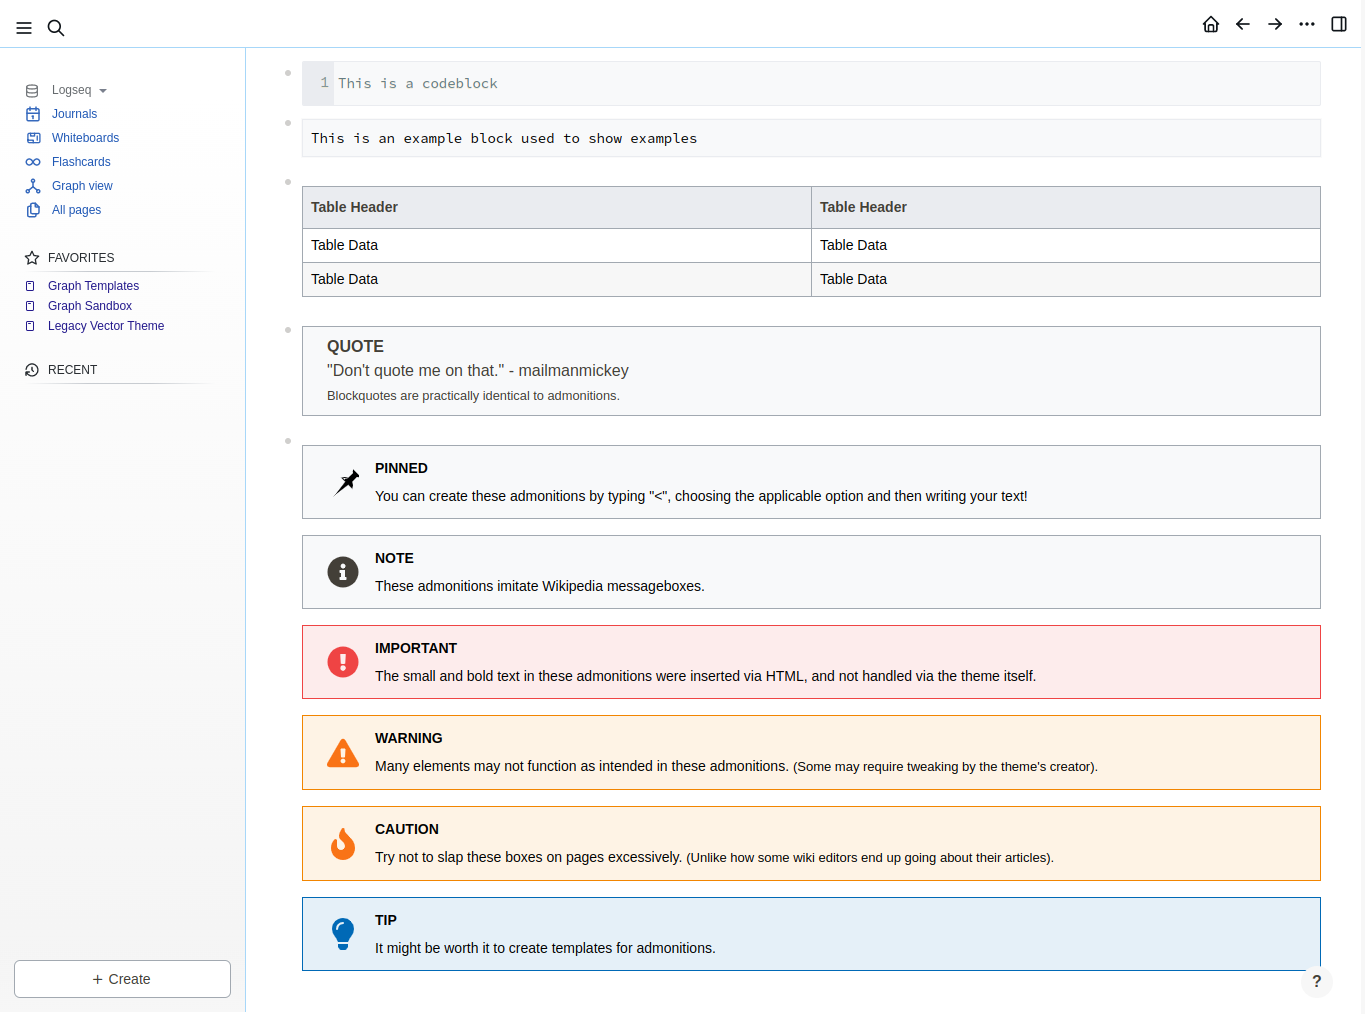 Logseq
Journals
Whiteboards
Flashcards
Graph view
All pages
FAVORITES
Graph Templates
Graph Sandbox
Legacy Vector Theme
RECENT
+ Create
1 This is a codeblock
This is an example block used to show examples
Table Header Table Header
Table Data Table Data
Table Data Table Data
QUOTE
"Don't quote me on that." - mailmanmickey
Blockquotes are practically identical to admonitions.
PINNED
You can create these admonitions by typing "<", choosing the applicable option and then writing your text!
NOTE
These admonitions imitate Wikipedia messageboxes.
IMPORTANT
The small and bold text in these admonitions were inserted via HTML, and not handled via the theme itself.
WARNING
Many elements may not function as intended in these admonitions. (Some may require tweaking by the theme's creator).
CAUTION
Try not to slap these boxes on pages excessively. (Unlike how some wiki editors end up going about their articles).
TIP
It might be worth it to create templates for admonitions.
?